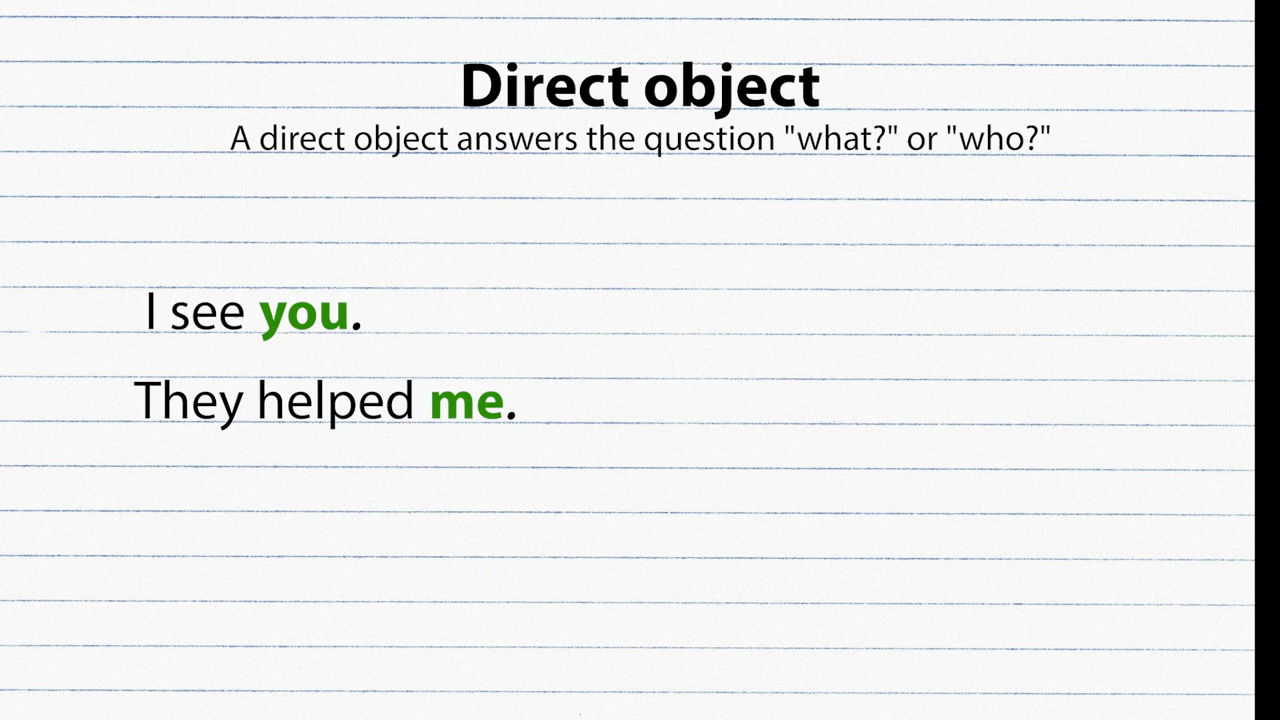 Direct object
A direct object answers the question "what?" or "who?"
I see you.
They helped me.